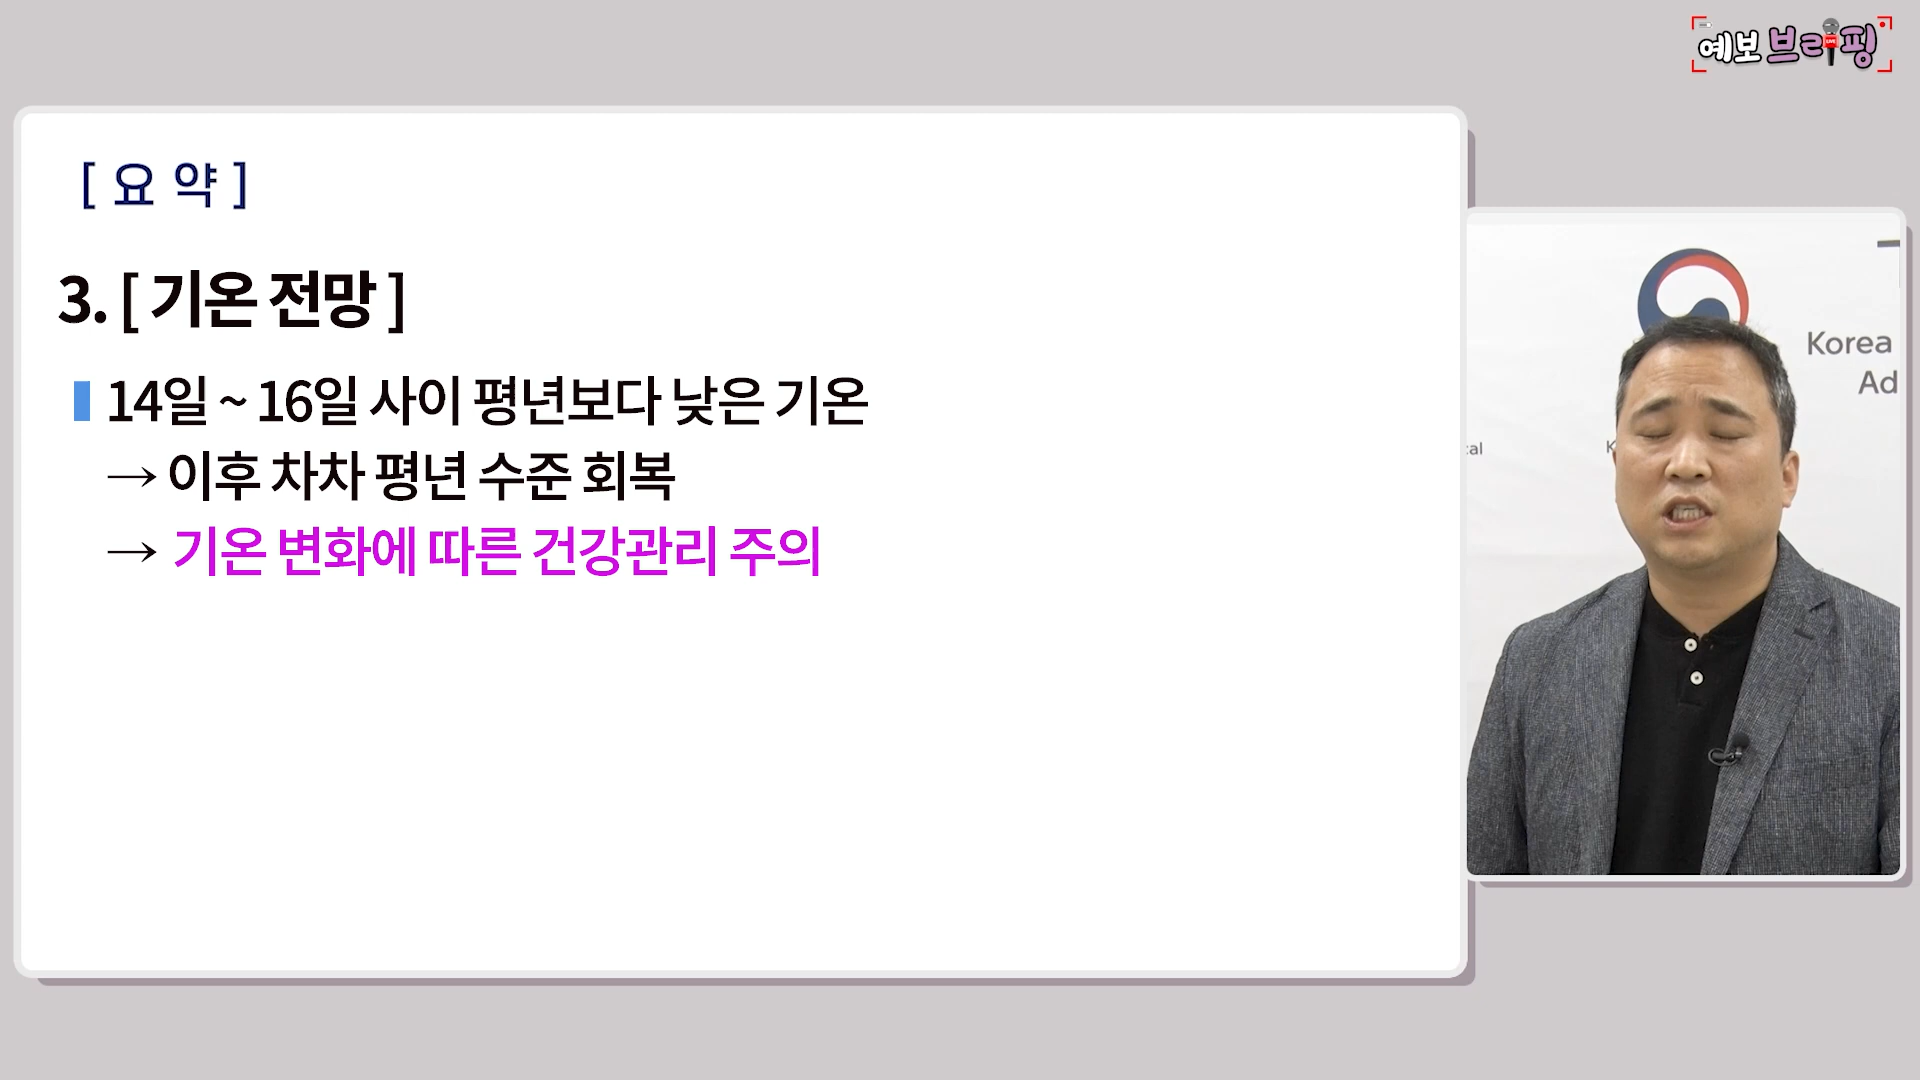 예보 브리핑
[ 요 약 ]
3. [ 기온 전망 ]
14일 ~ 16일 사이 평년보다 낮은 기온
→ 이후 차차 평년 수준 회복
→ 기온 변화에 따른 건강관리 주의
Korea
Ad
cal
K